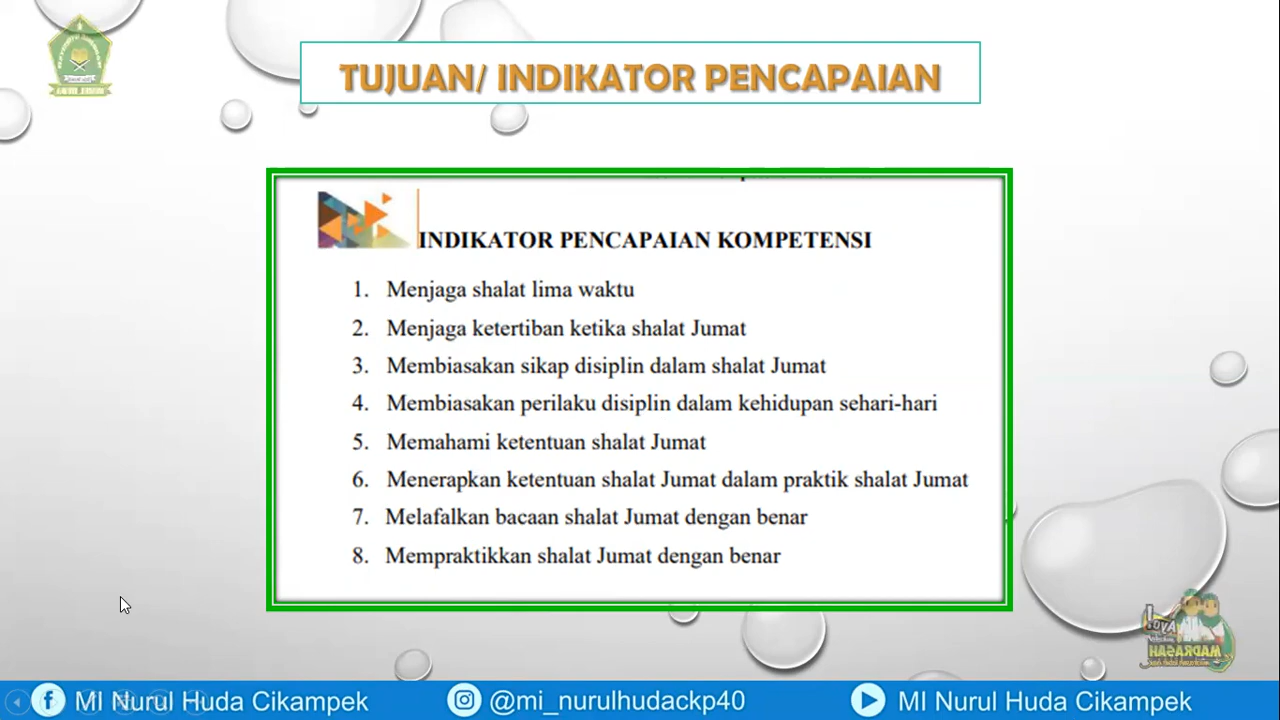 TUJUAN/ INDIKATOR PENCAPAIAN
INDIKATOR PENCAPAIAN KOMPETENSI
1. Menjaga shalat lima waktu
2. Menjaga ketertiban ketika shalat Jumat
3. Membiasakan sikap disiplin dalam shalat Jumat
4. Membiasakan perilaku disiplin dalam kehidupan sehari-hari
5. Memahami ketentuan shalat Jumat
6. Menerapkan ketentuan shalat Jumat dalam praktik shalat Jumat
7. Melafalkan bacaan shalat Jumat dengan benar
8. Mempraktikkan shalat Jumat dengan benar
MADRASAH
MI Nurul Huda Cikampek
@mi_nurulhudackp40
MI Nurul Huda Cikampek